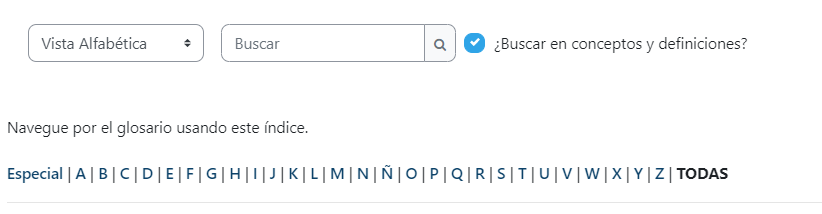 Vista Alfabética Buscar ¿Buscar en conceptos y definiciones?
Navegue por el glosario usando este índice.
Especial | A | B | C | D | E | F | G | H | I | J | K | L | M | N | Ñ | O | P | Q | R | S | T | U | V | W | X | Y | Z | TODAS